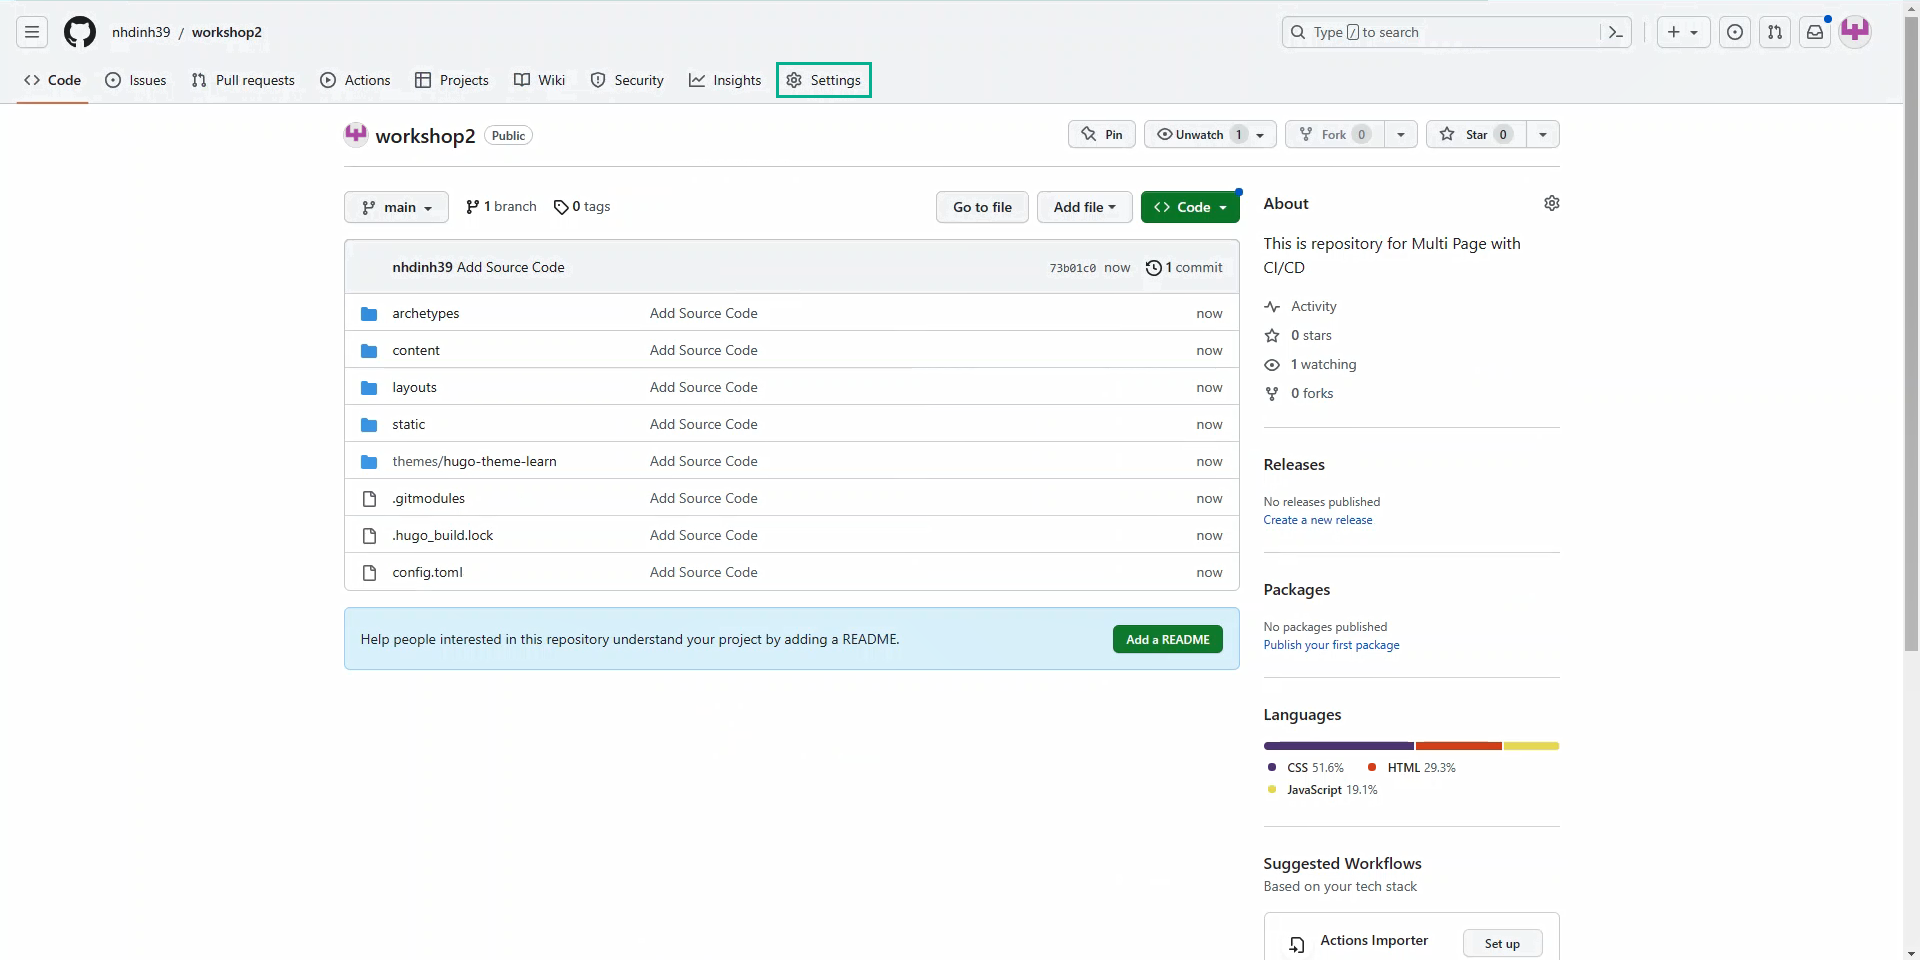 nhdinh39 / workshop2
Type / to search
Code Issues Pull requests Actions Projects Wiki Security Insights Settings
workshop2 Public
Pin Unwatch 1 Fork 0 Star 0
main 1 branch 0 tags Go to file Add file Code
nhdinh39 Add Source Code 73b01c0 now 1 commit
archetypes Add Source Code now
content Add Source Code now
layouts Add Source Code now
static Add Source Code now
themes/hugo-theme-learn Add Source Code now
.gitmodules Add Source Code now
.hugo_build.lock Add Source Code now
config.toml Add Source Code now
Help people interested in this repository understand your project by adding a README. Add a README
About
This is repository for Multi Page with
CI/CD
Activity
0 stars
1 watching
0 forks
Releases
No releases published
Create a new release
Packages
No packages published
Publish your first package
Languages
CSS 51.6% HTML 29.3%
JavaScript 19.1%
Suggested Workflows
Based on your tech stack
Actions Importer Set up